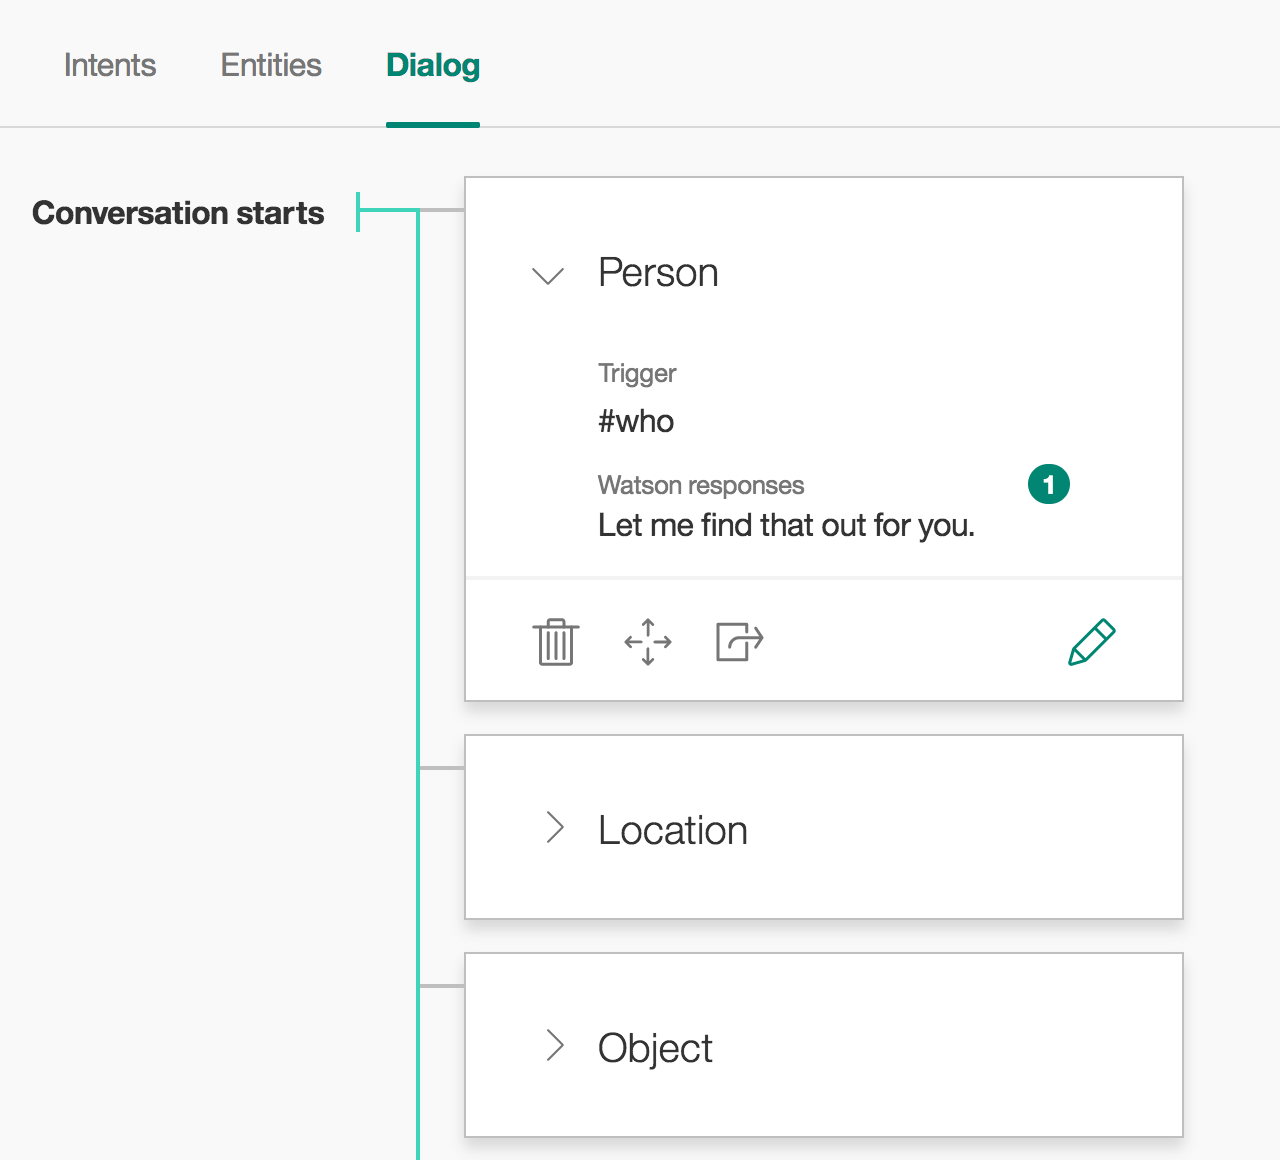 Intents Entities Dialog
Conversation starts
Person
Trigger
#who
Watson responses 1
Let me find that out for you.
Location
Object